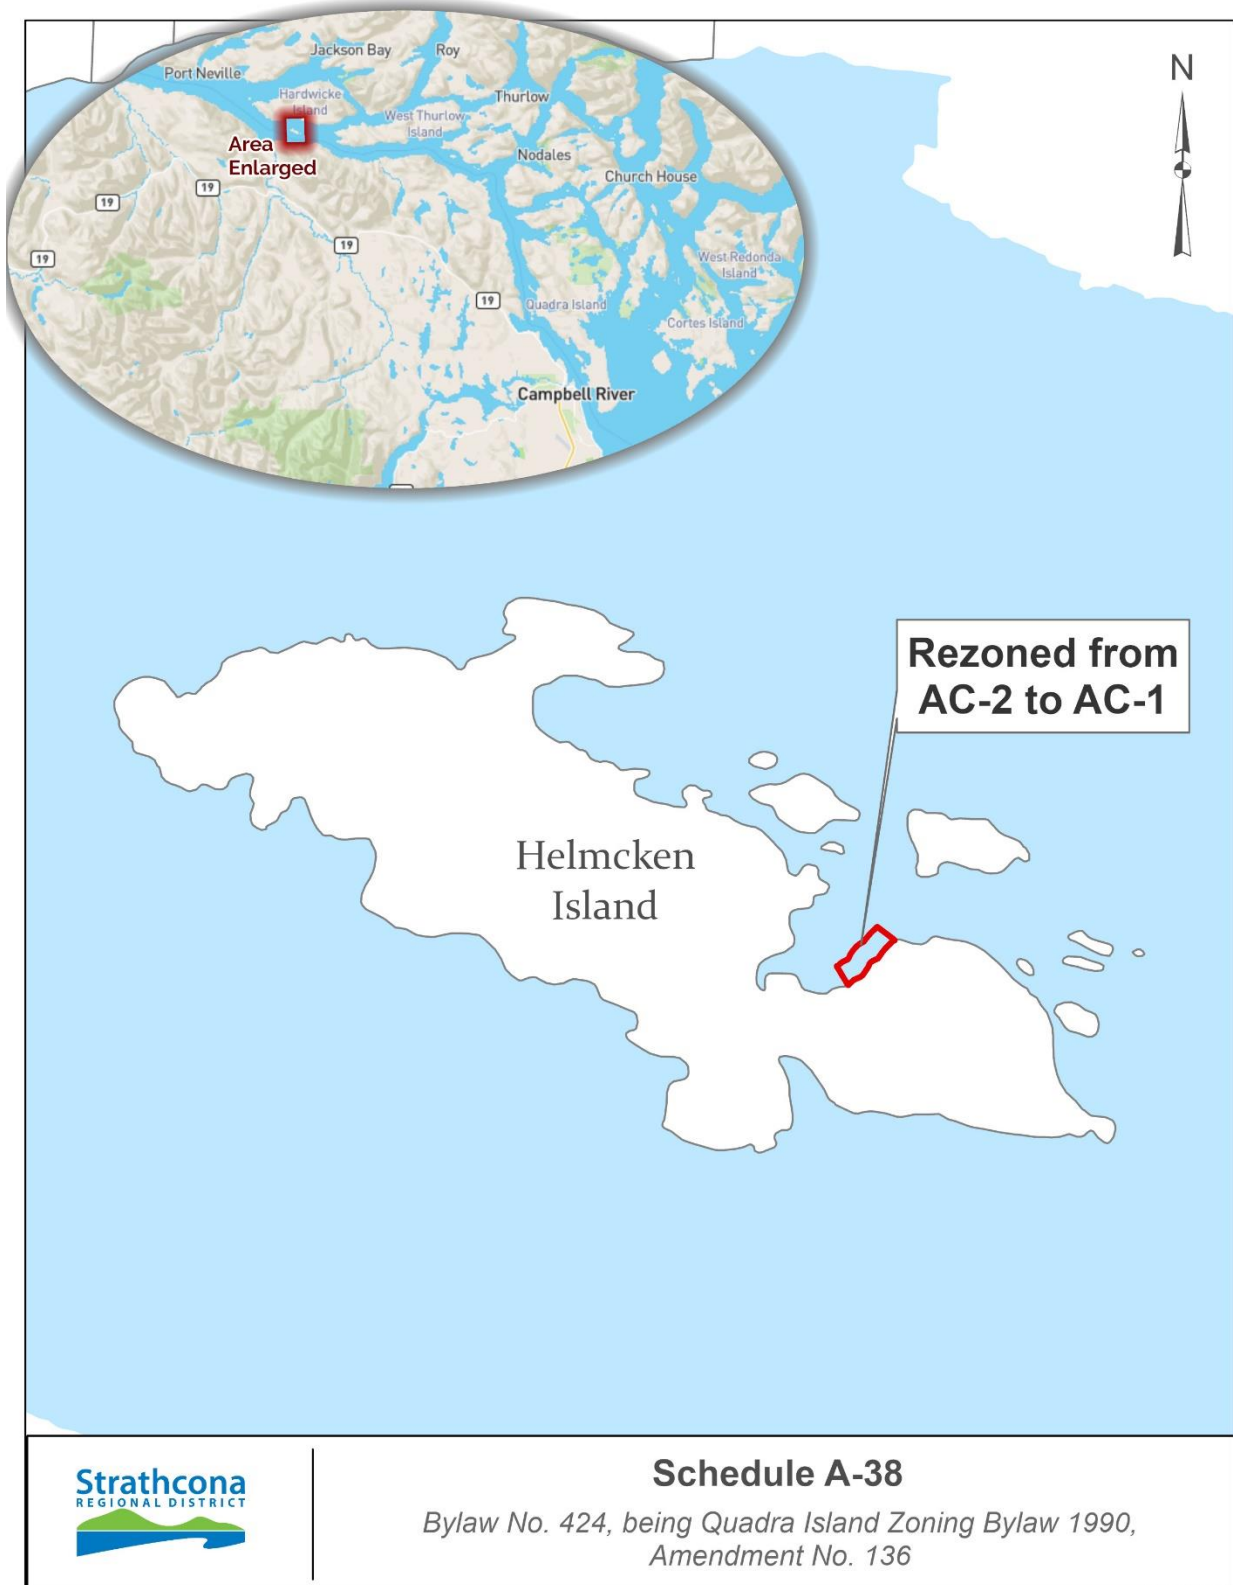 Jackson Bay
Roy
Port Neville
Hardwicke
Island
Thurlow
West Thurlow
Island
Area
Enlarged
Nodales
Church House
19
19
19
19
19
West Redonda
Island
Quadra Island
Cortes Island
Campbell River
N
Rezoned from
AC-2 to AC-1
Helmcken
Island
Strathcona
REGIONAL DISTRICT
Schedule A-38
Bylaw No. 424, being Quadra Island Zoning Bylaw 1990,
Amendment No. 136